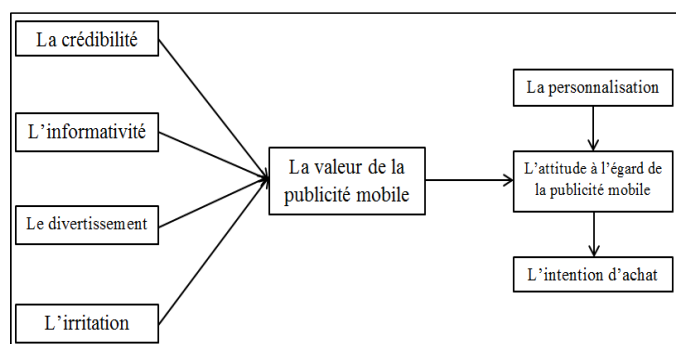 La crédibilité
L'informativité
Le divertissement
L'irritation
La valeur de la
publicité mobile
La personnalisation
L'attitude à l'égard de
la publicité mobile
L'intention d'achat